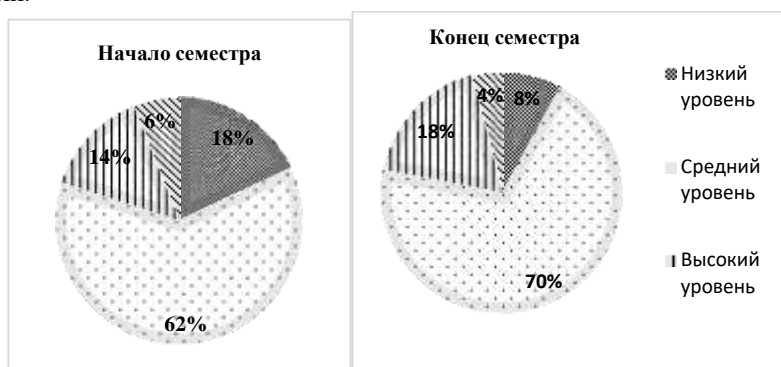 Начало семестра
6%
18%
14%
62%
Конец семестра
4%
8%
18%
70%
Низкий
уровень
Средний
уровень
Высокий
уровень